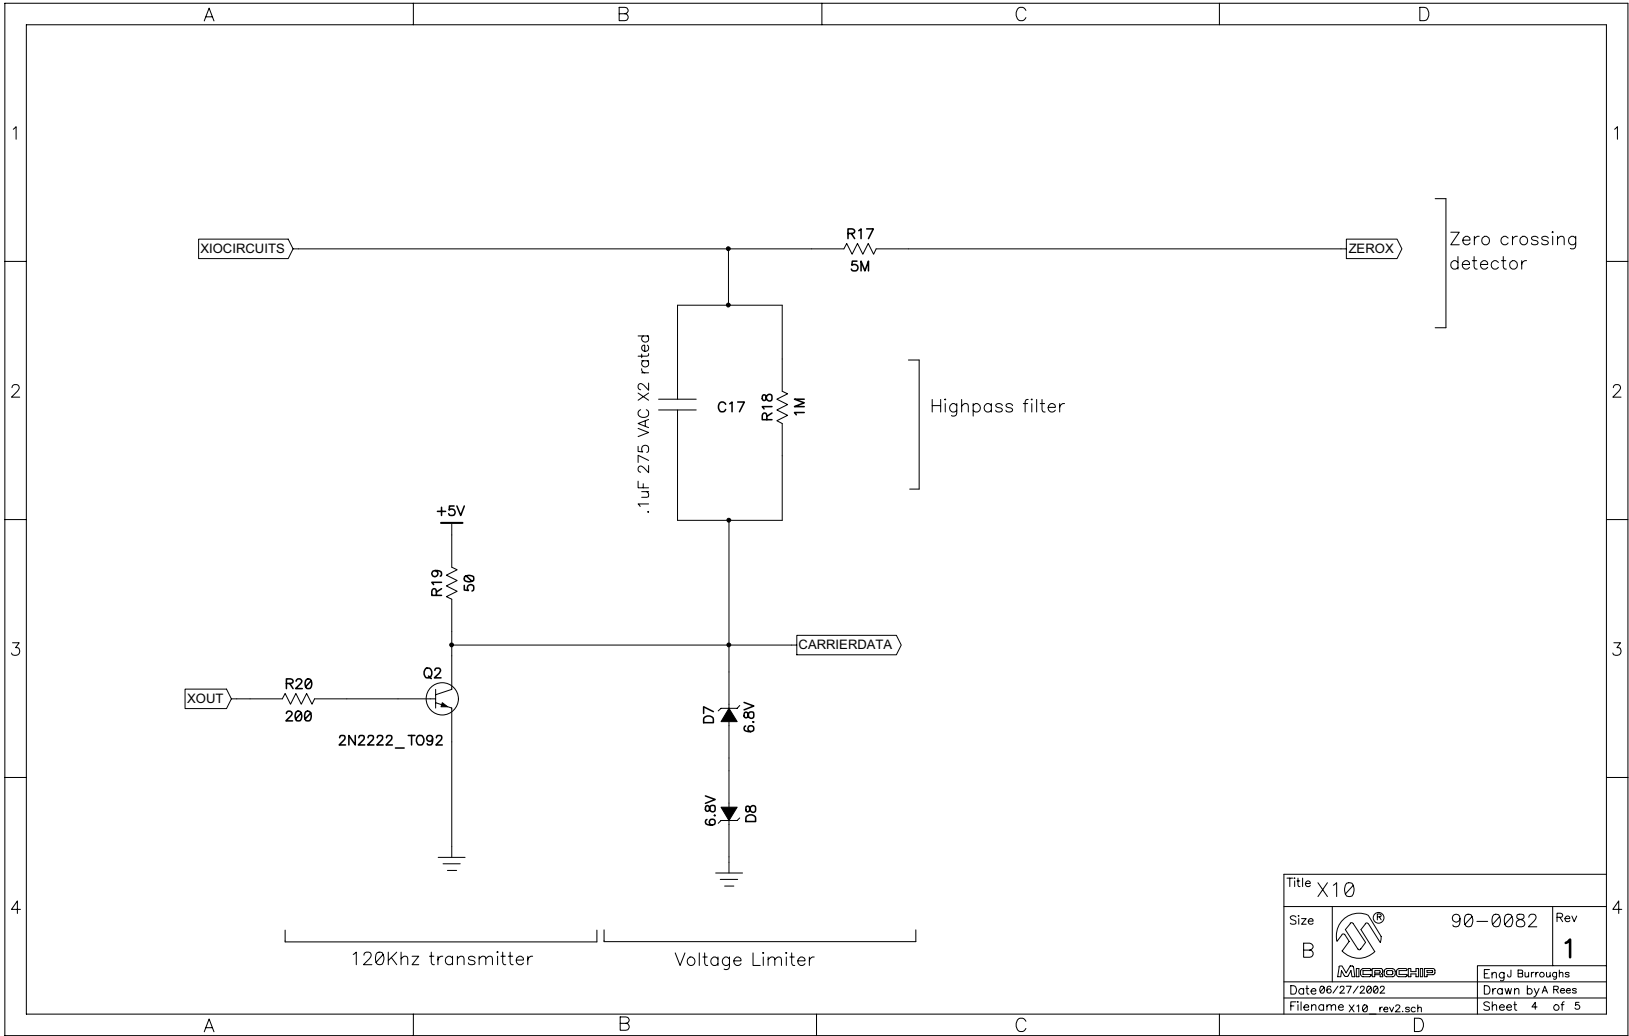 A B C D
1 1
R17
XIOCIRCUITS ZEROX
5M
Zero crossing
detector
2 2
.1uF 275 VAC X2 rated
C17
R18
1M
Highpass filter
+5V
R19
50
3 3
CARRIERDATA
Q2
R20
XOUT
200
2N2222_TO92
D7
6.8V
6.8V
D8
4 4
120Khz transmitter Voltage Limiter
Title X10
Size B
® MICROCHIP
90-0082
Rev 1
Eng J Burroughs
Date 06/27/2002 Drawn by A Rees
Filename X10_rev2.sch Sheet 4 of 5
A B C D